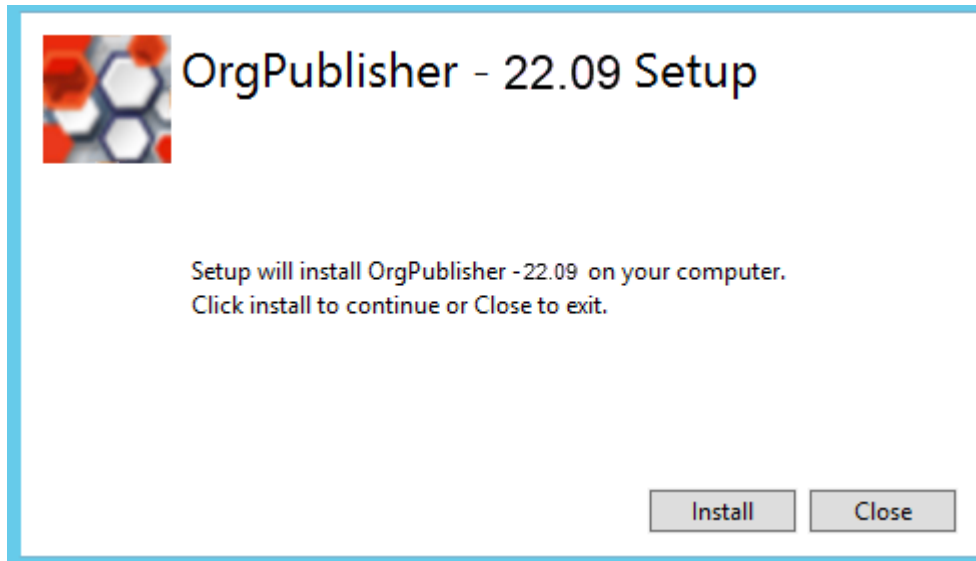 OrgPublisher - 22.09 Setup
Setup will install OrgPublisher -22.09 on your computer.
Click install to continue or Close to exit.
Install Close